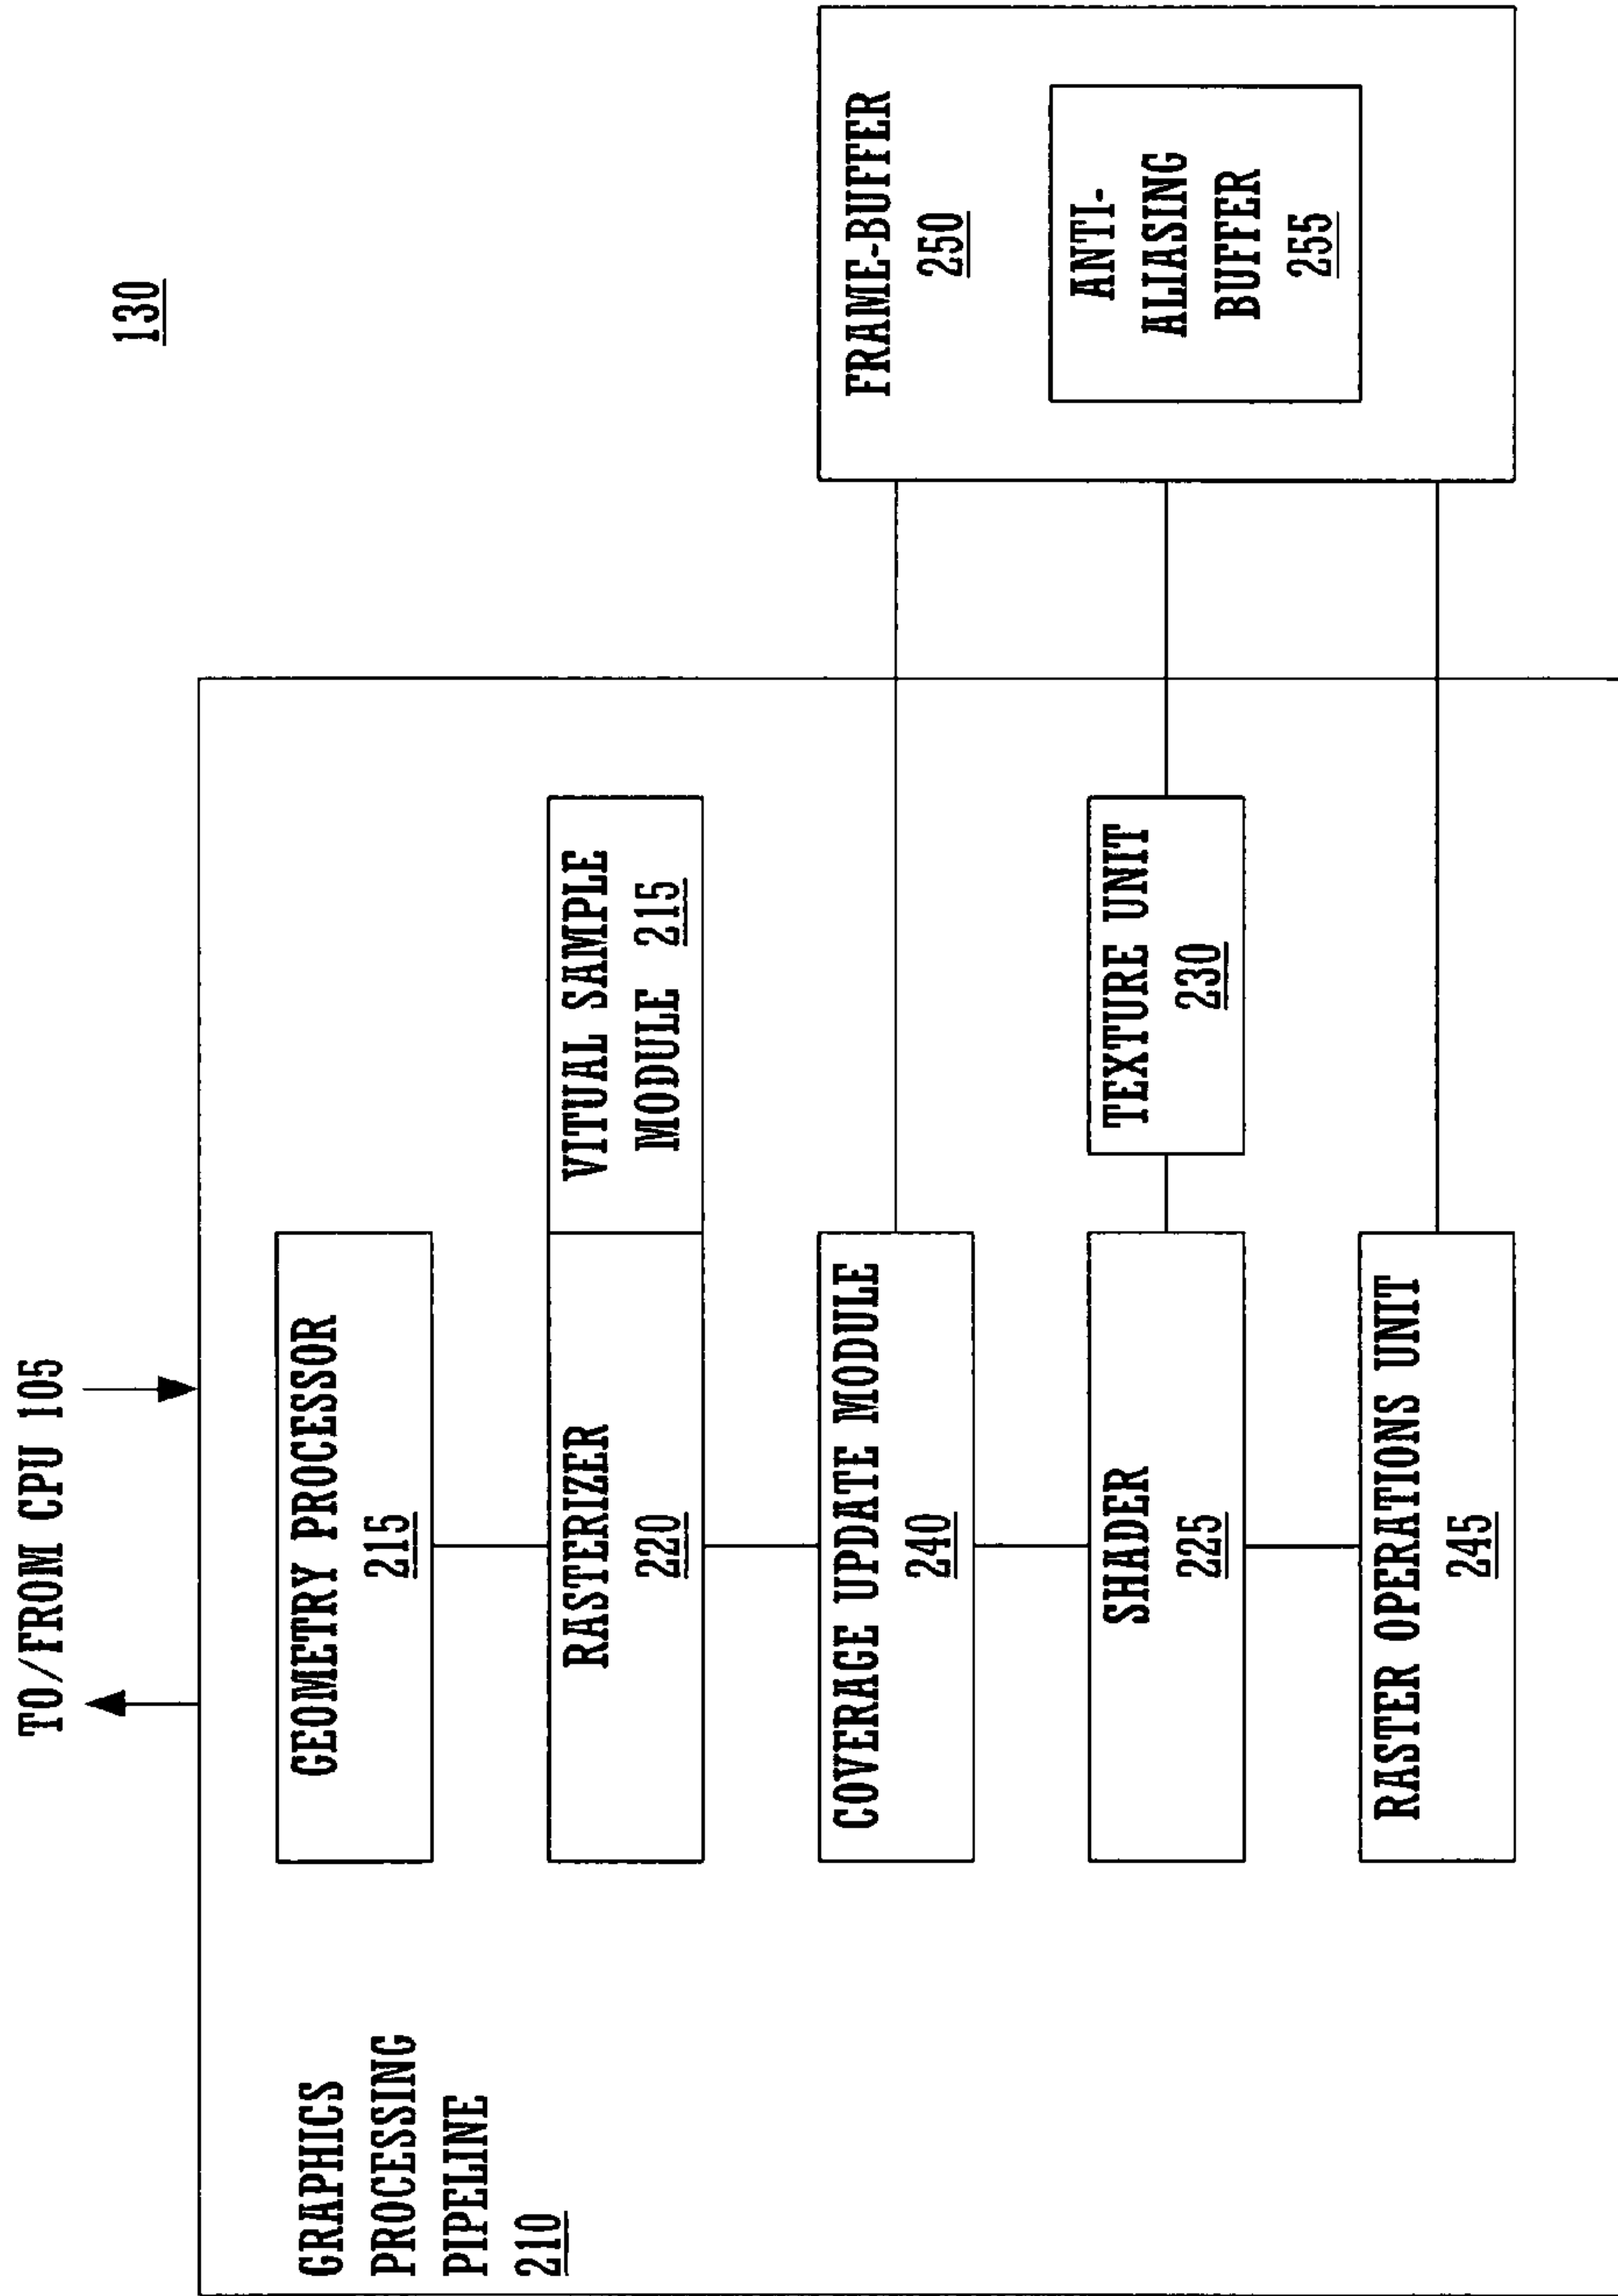 TO/FROM CPU 105
130
GRAPHICS
PROCESSING
PIPELINE
210
GEOMETRY PROCESSOR
215
RASTERIZER
220
VITUAL SAMPLE
MODULE 215
COVERAGE UPDATE MODULE
240
SHADER
225
TEXTURE UNIT
230
RASTER OPERATIONS UNIT
245
FRAME-BUFFER
250
ANTI-
ALIASING
BUFFER
255